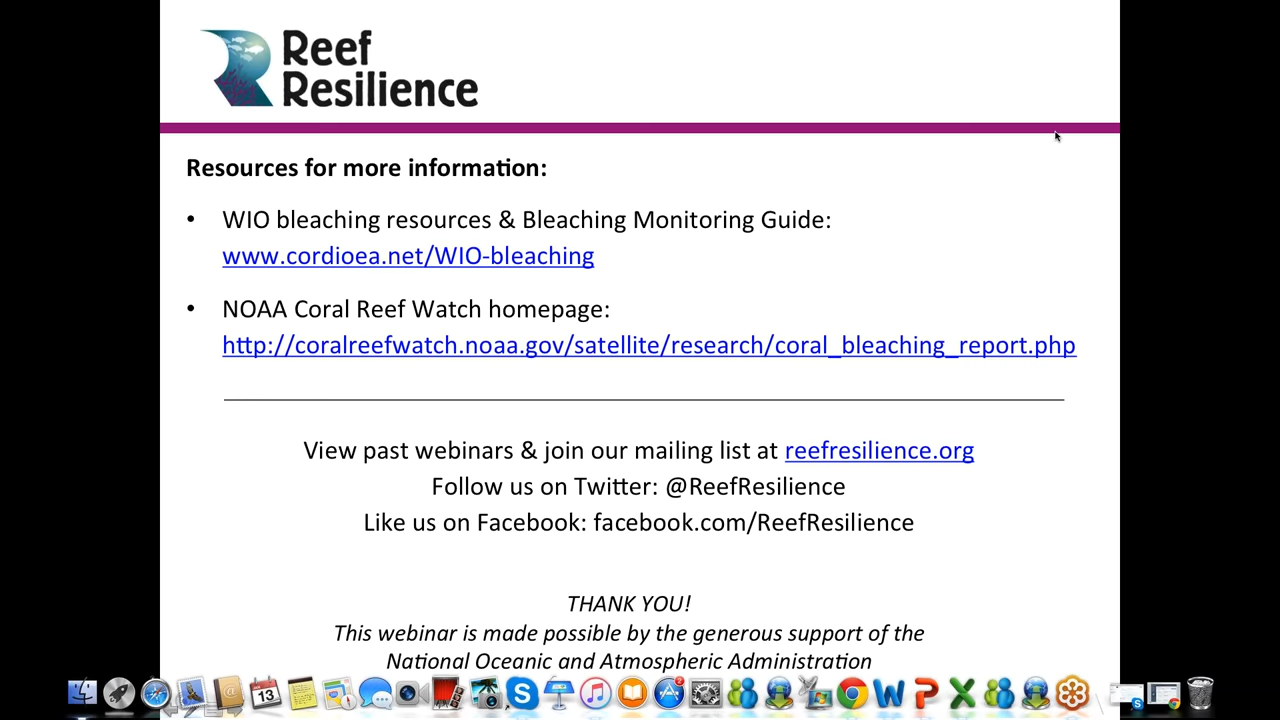 Reef
Resilience
Resources for more information:
• WIO bleaching resources & Bleaching Monitoring Guide:
www.cordioea.net/WIO-bleaching
• NOAA Coral Reef Watch homepage:
http://coralreefwatch.noaa.gov/satellite/research/coral_bleaching_report.php
View past webinars & join our mailing list at reefresilience.org
Follow us on Twitter: @ReefResilience
Like us on Facebook: facebook.com/ReefResilience
THANK YOU!
This webinar is made possible by the generous support of the
National Oceanic and Atmospheric Administration
13